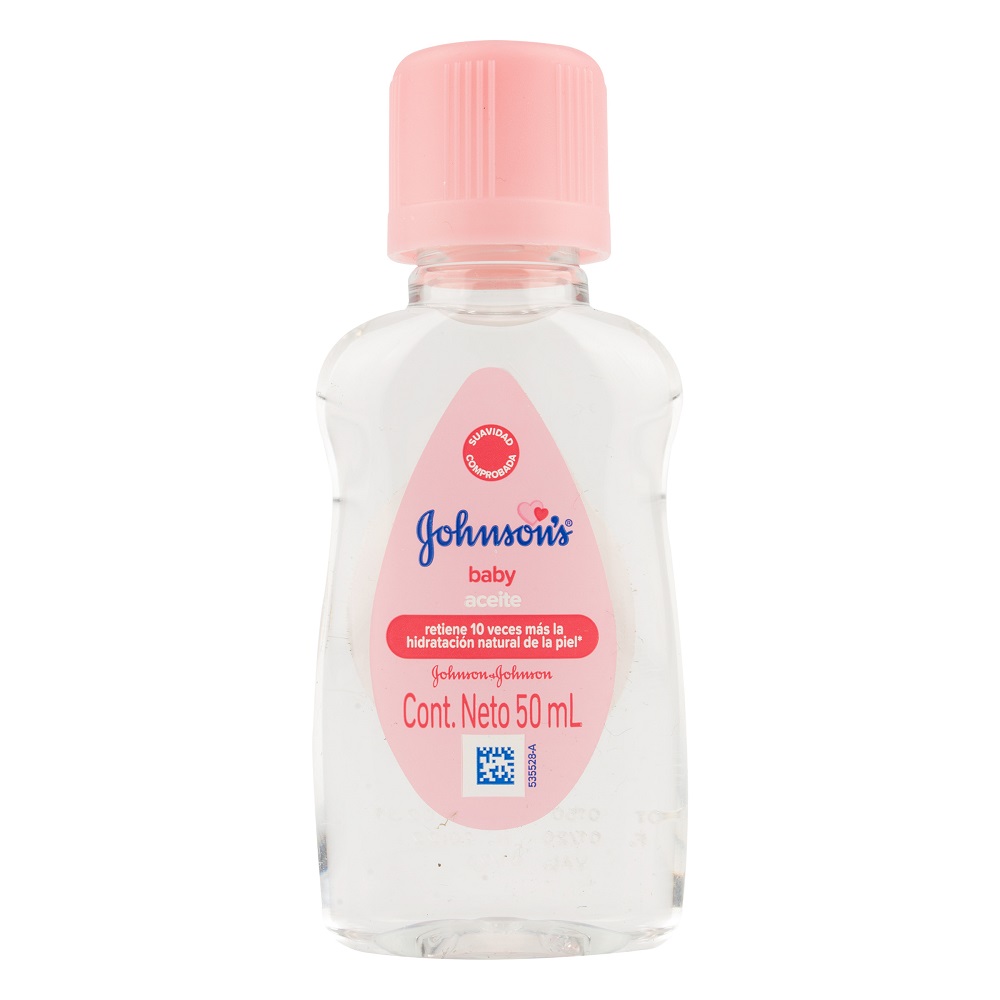 SUAVIDAD
COMPROBADA
Johnson's®
baby
aceite
retiene 10 veces más la
hidratación natural de la piel*
Johnson & Johnson
Cont. Neto 50 mL
535528-A